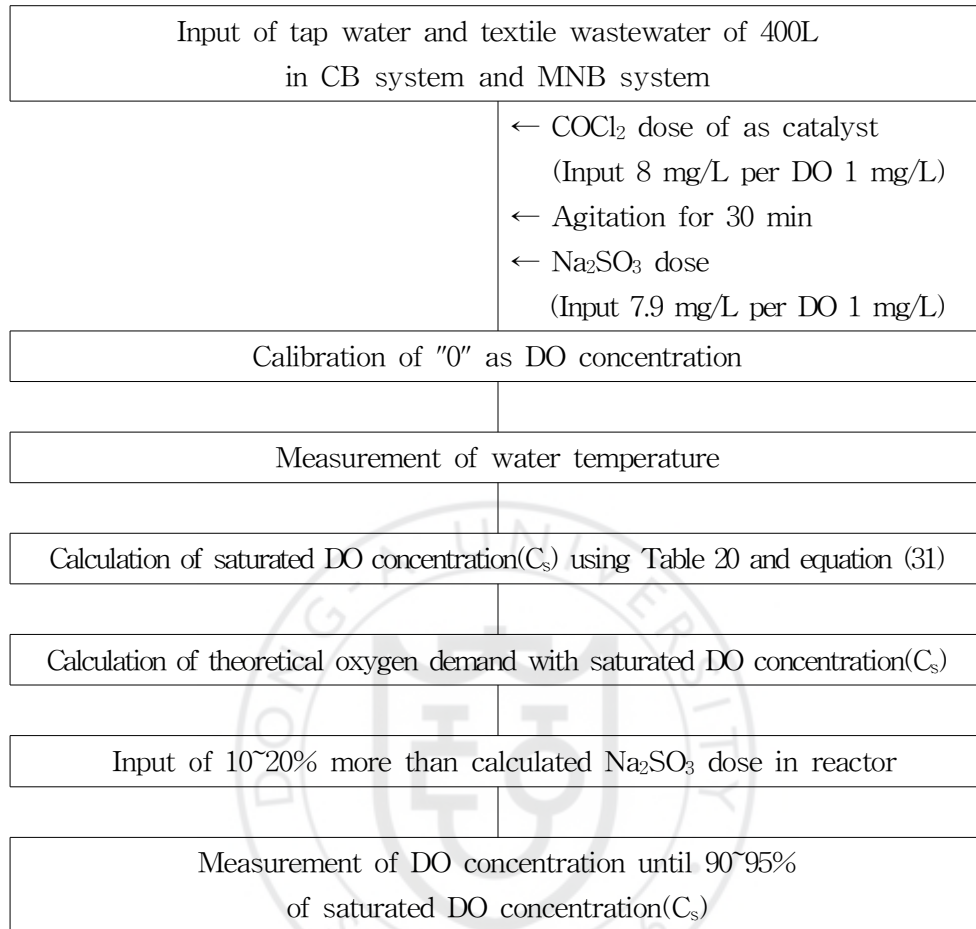 Input of tap water and textile wastewater of 400L
in CB system and MNB system
← COCl₂ dose of as catalyst
(Input 8 mg/L per DO 1 mg/L)
← Agitation for 30 min
← Na₂SO₃ dose
(Input 7.9 mg/L per DO 1 mg/L)
Calibration of "0" as DO concentration
Measurement of water temperature
Calculation of saturated DO concentration(Cₛ) using Table 20 and equation (31)
Calculation of theoretical oxygen demand with saturated DO concentration(Cₛ)
Input of 10~20% more than calculated Na₂SO₃ dose in reactor
Measurement of DO concentration until 90~95%
of saturated DO concentration(Cₛ)
DONG-A UNIVERSITY